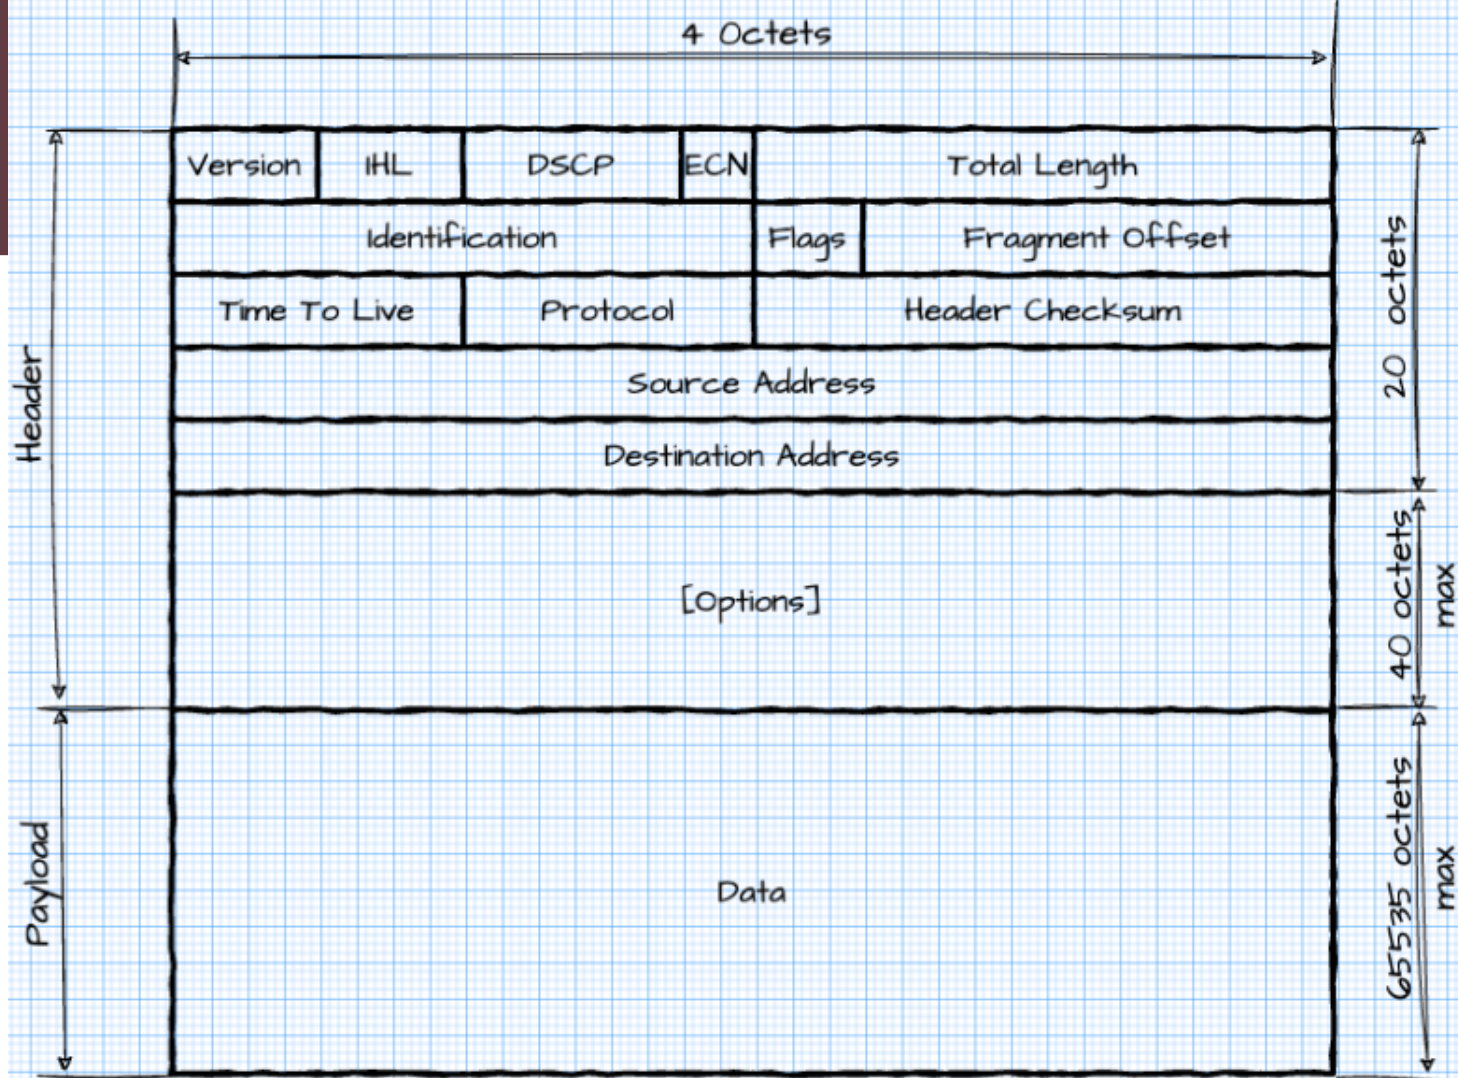 4 Octets
Version IHL DSCP ECN Total Length
Identification Flags Fragment Offset
Time To Live Protocol Header Checksum
Source Address
Destination Address
[Options]
Data
Header
Payload
20 octets
40 octets
max
65535 octets
max